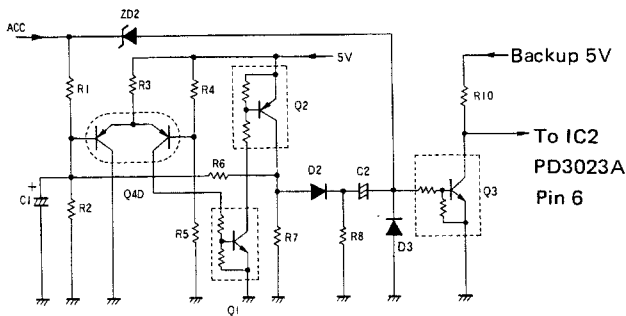 ZD2
ACC
5V
Backup 5V
R1
R3
R4
Q2
R10
To IC2
PD3023A
Pin 6
R6
D2
C2
Q3
Q4D
C1
R2
R5
R7
R8
D3
Q1